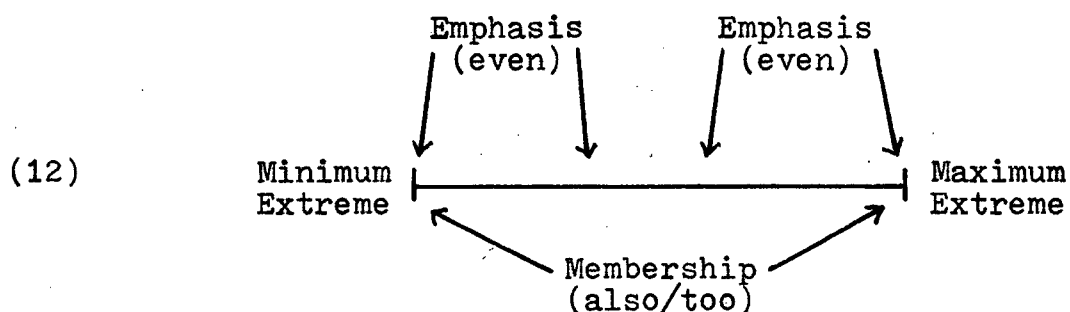 Emphasis Emphasis
(even) (even)
(12) Minimum Maximum
Extreme Extreme
Membership
(also/too)